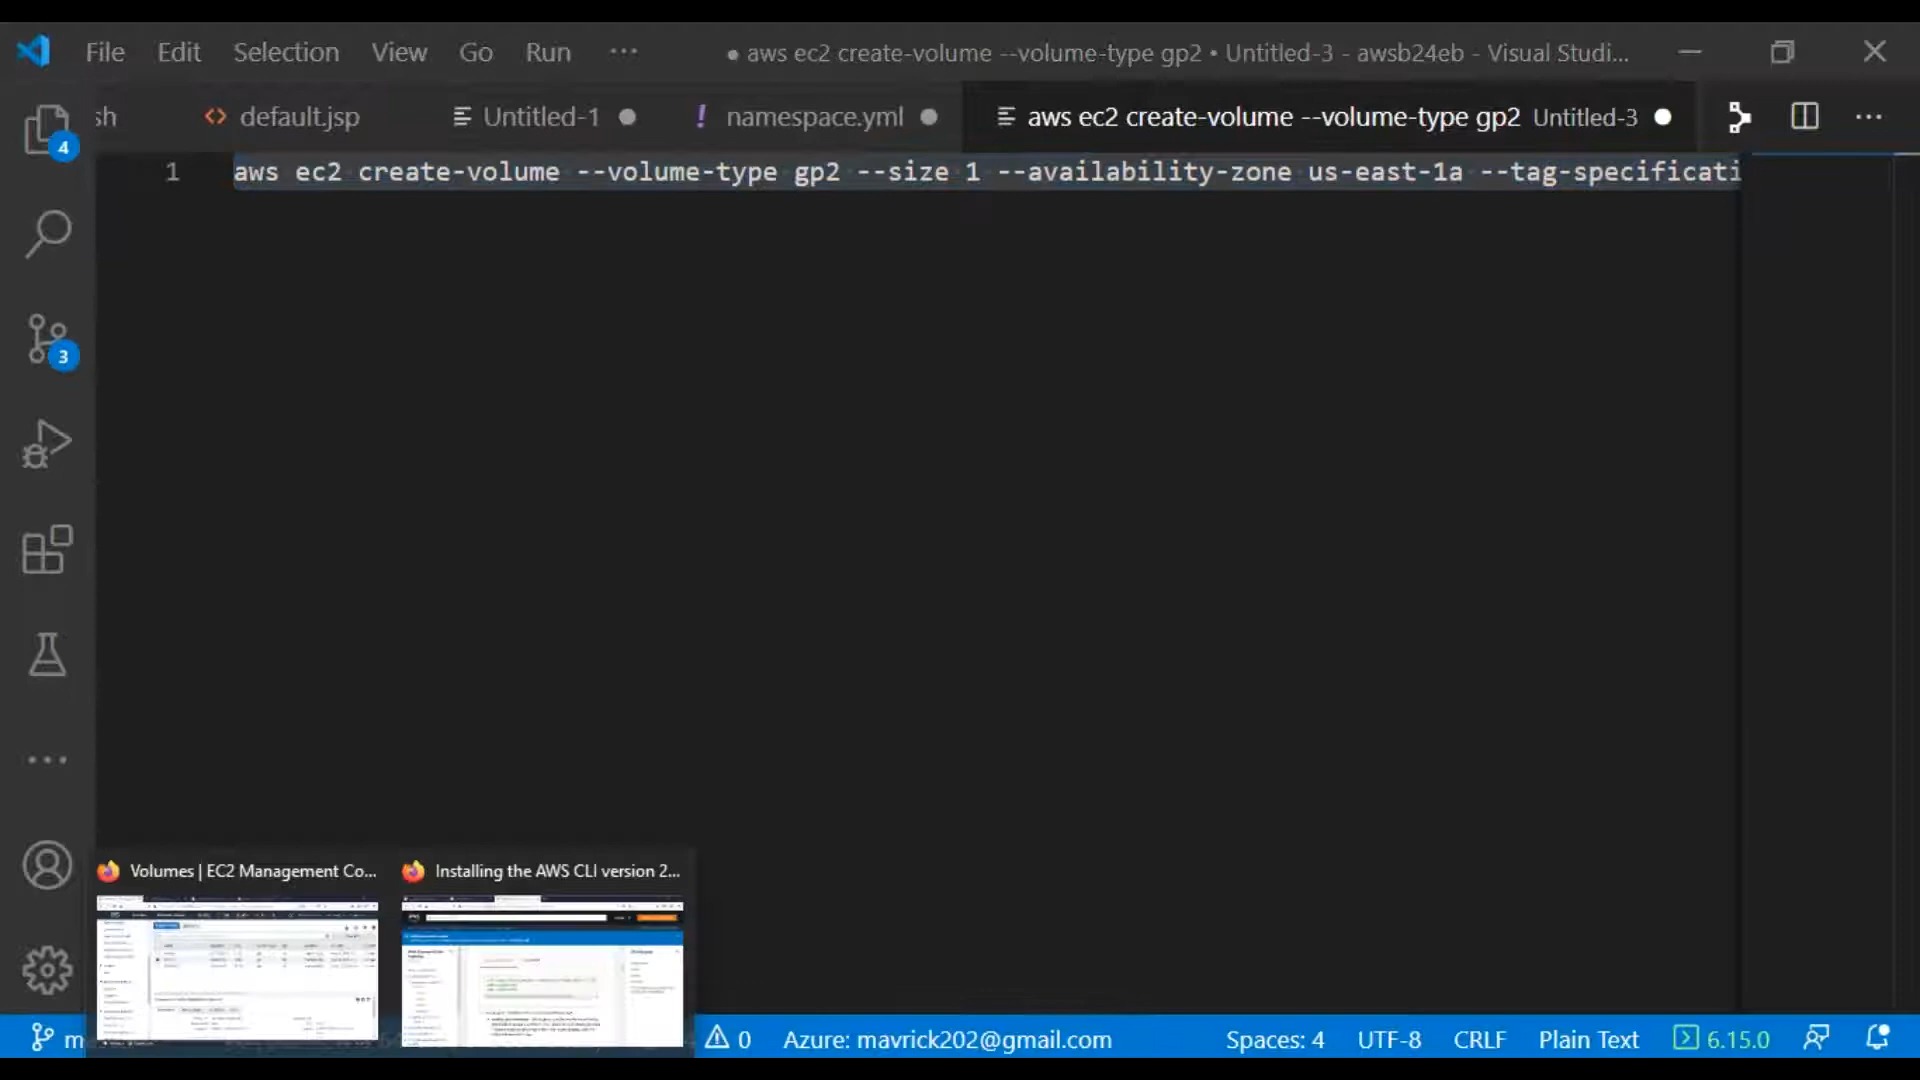 File Edit Selection View Go Run ··· ● aws ec2 create-volume --volume-type gp2 • Untitled-3 - awsb24eb - Visual Studi...
sh default.jsp Untitled-1 namespace.yml aws ec2 create-volume --volume-type gp2 Untitled-3
1 aws ec2 create-volume --volume-type gp2 --size 1 --availability-zone us-east-1a --tag-specificati
4
3
Volumes | EC2 Management Co... Installing the AWS CLI version 2...
0 Azure: mavrick202@gmail.com Spaces: 4 UTF-8 CRLF Plain Text 6.15.0